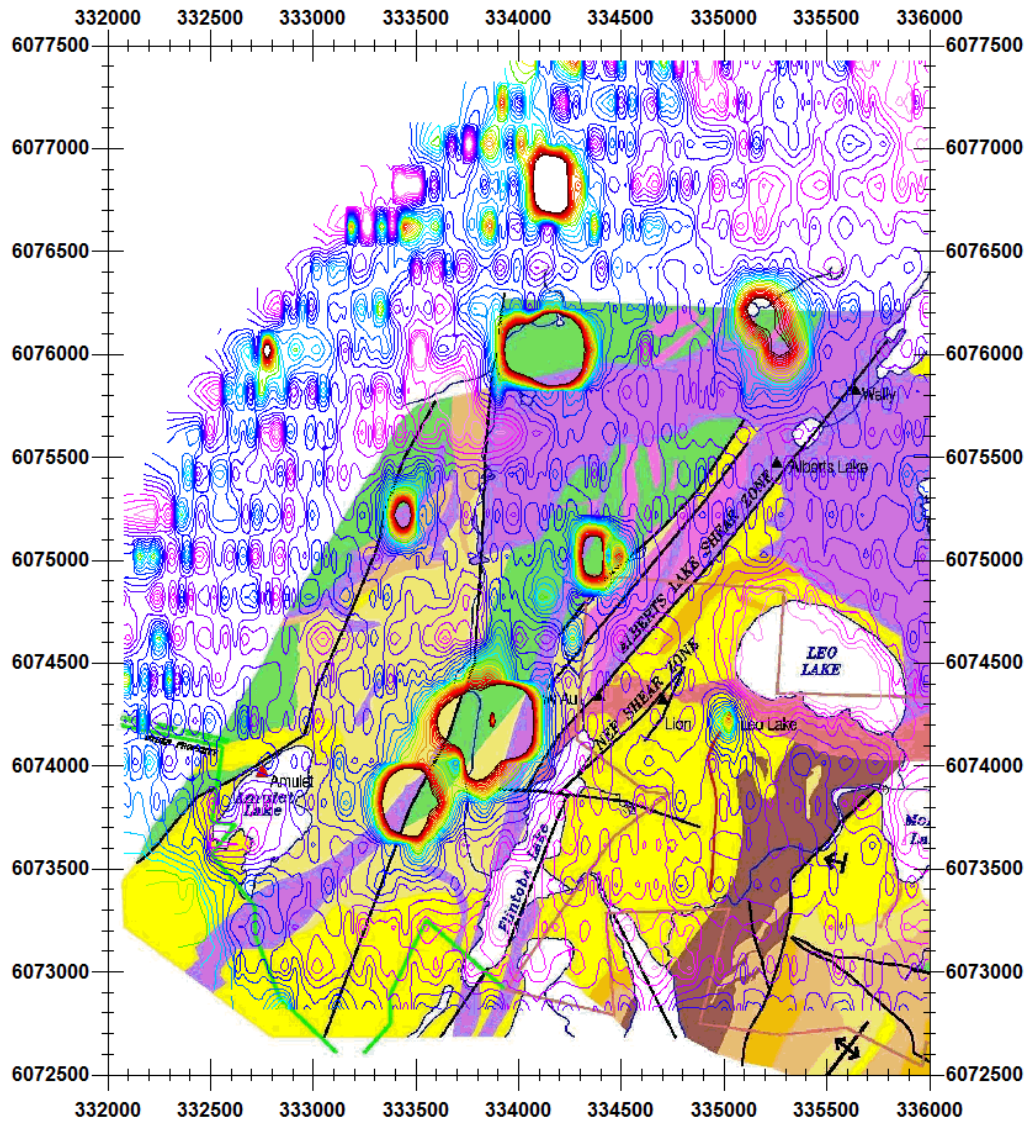 332000 332500 333000 333500 334000 334500 335000 335500 336000
6077500 6077500
6077000 6077000
6076500 6076500
6076000 6076000
Wally
6075500 6075500
Alberts Lake
ALBERTS LAKE SHEAR ZONE
6075000 6075000
6074500 6074500
LEO
LAKE
Au
NEE SHEAR ZONE
Lion
Leo Lake
6074000 6074000
Amulet
Amulet
Lake
6073500 6073500
Flintoba Lake
6073000 6073000
6072500 6072500
332000 332500 333000 333500 334000 334500 335000 335500 336000